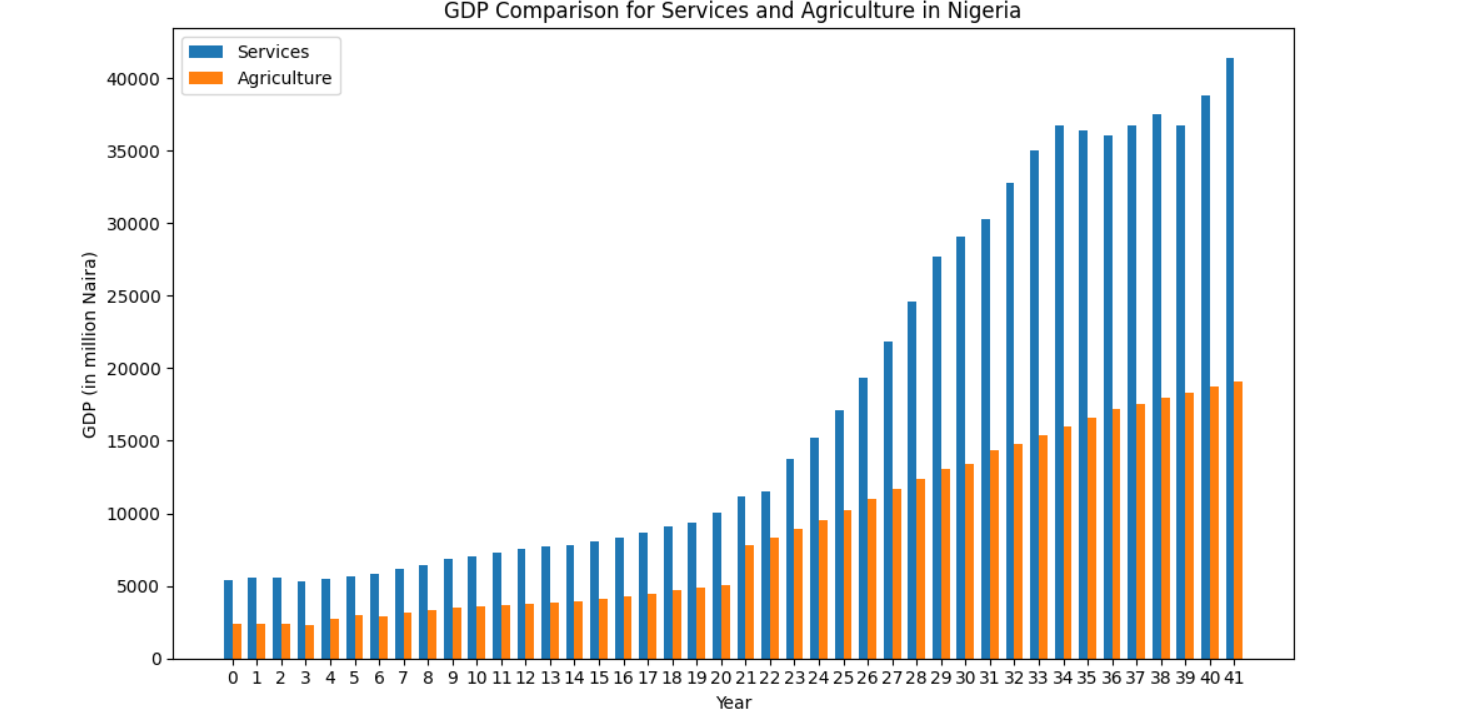 GDP Comparison for Services and Agriculture in Nigeria
Services
Agriculture
GDP (in million Naira)
40000
35000
30000
25000
20000
15000
10000
5000
0
0 1 2 3 4 5 6 7 8 9 10 11 12 13 14 15 16 17 18 19 20 21 22 23 24 25 26 27 28 29 30 31 32 33 34 35 36 37 38 39 40 41
Year